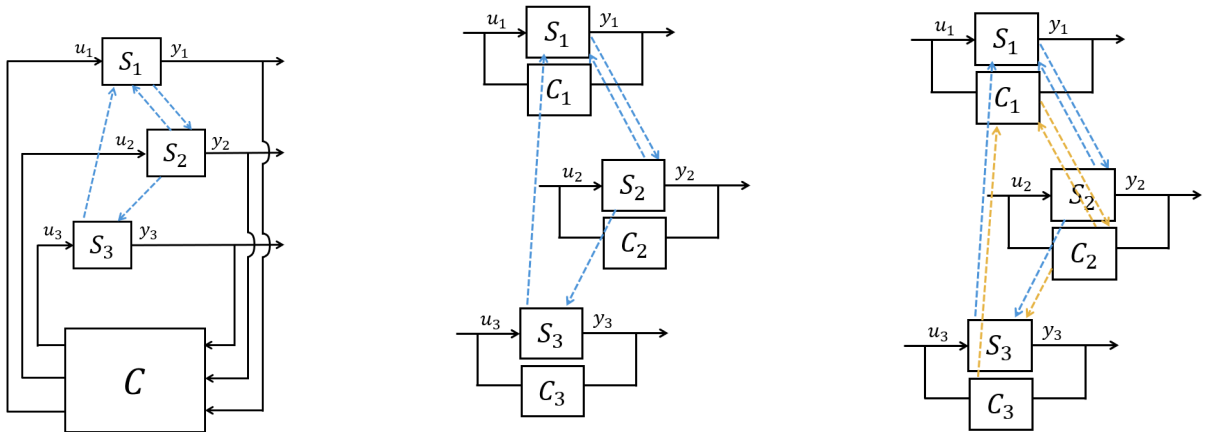 u₁ S₁ y₁
u₂ S₂ y₂
u₃ S₃ y₃
C
u₁ S₁ y₁
C₁
u₂ S₂ y₂
C₂
u₃ S₃ y₃
C₃
u₁ S₁ y₁
C₁
u₂ S₂ y₂
C₂
u₃ S₃ y₃
C₃